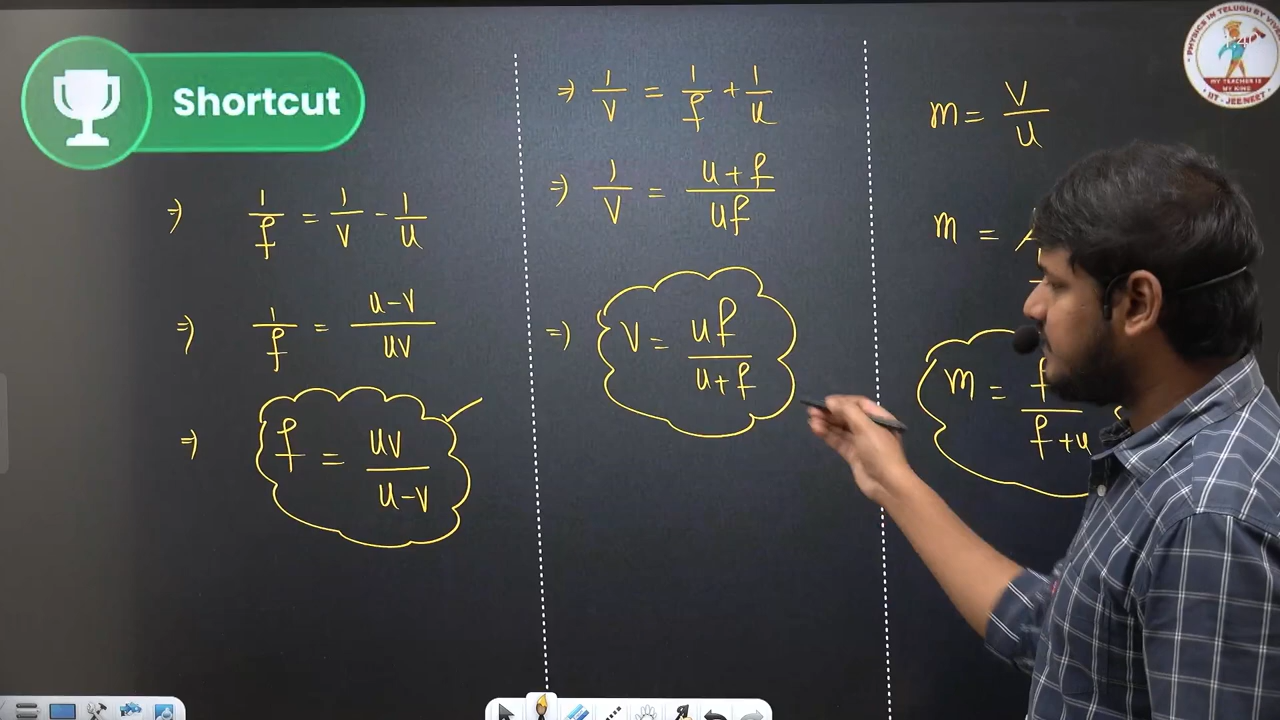 Shortcut
⇒ 1/f = 1/v - 1/u
⇒ 1/f = u-v/uv
⇒ f = uv/u-v
⇒ 1/v = 1/f + 1/u
⇒ 1/v = u+f/uf
⇒ v = uf/u+f
m = v/u
m =
m = f/f+u
PHYSICS IN TELUGU BY
MY TEACHER IS
MY KING
IIT - JEE/NEET